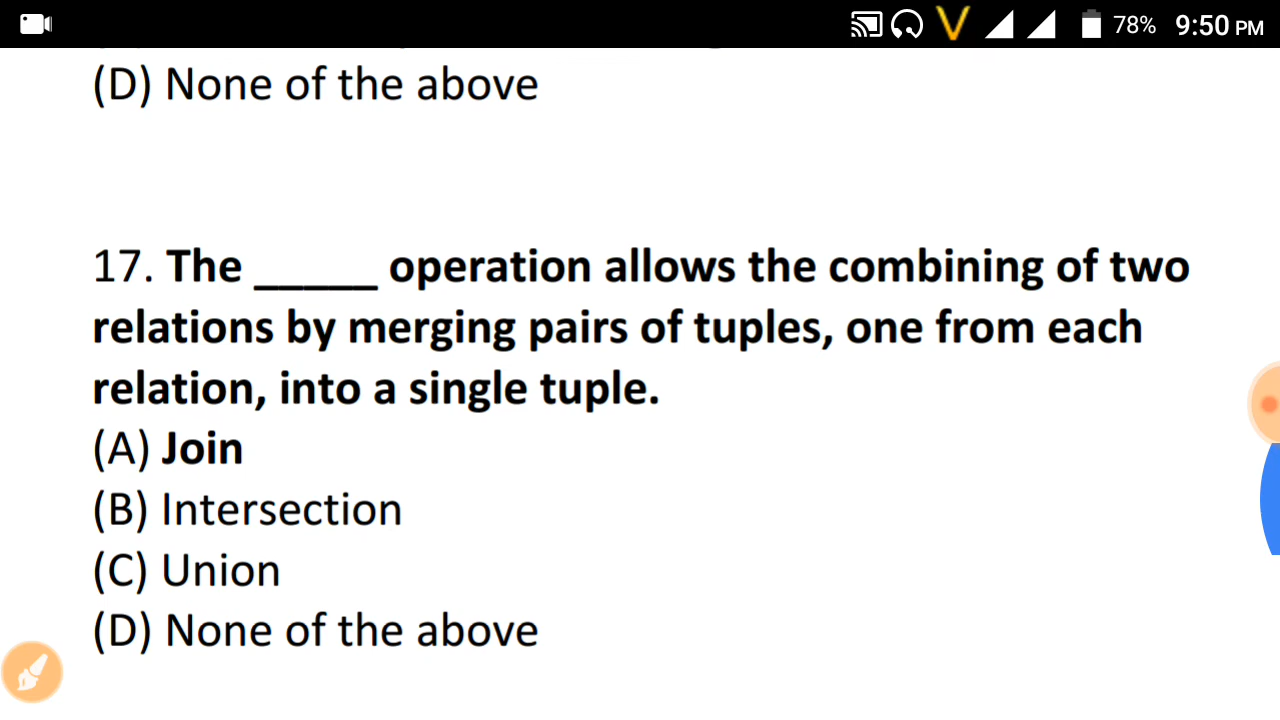 78% 9:50 PM
(D) None of the above
17. The _____ operation allows the combining of two
relations by merging pairs of tuples, one from each
relation, into a single tuple.
(A) Join
(B) Intersection
(C) Union
(D) None of the above